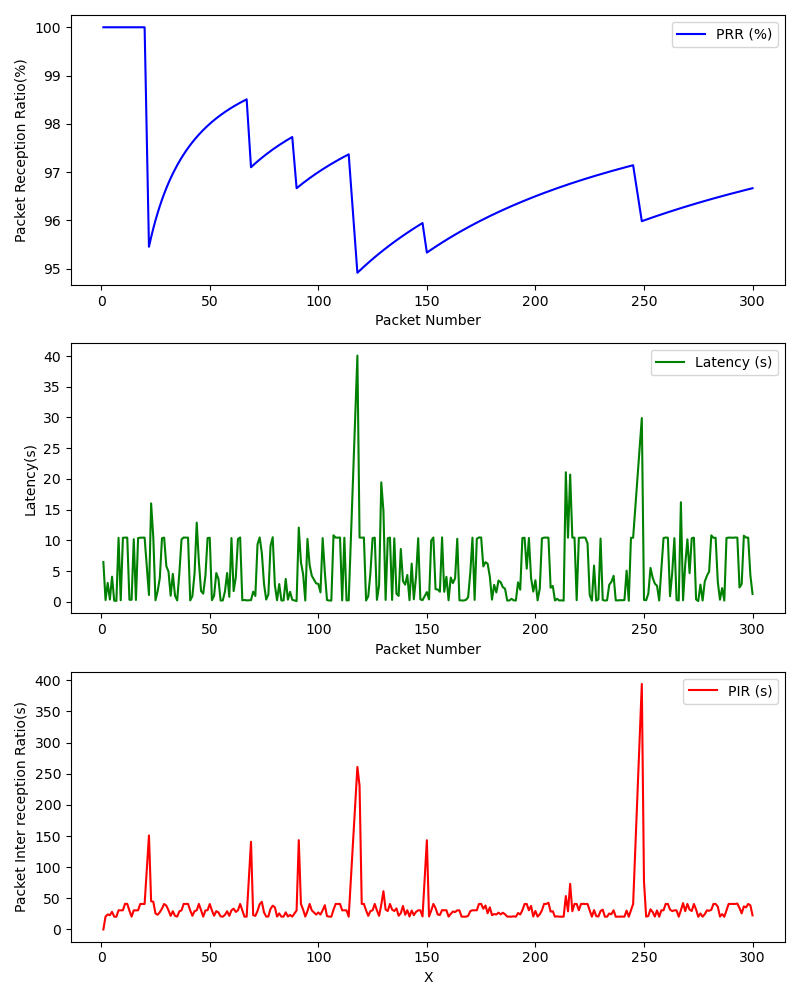 PRR (%)
Packet Reception Ratio(%)
100
99
98
97
96
95
0 50 100 150 200 250 300
Packet Number
Latency (s)
Latency(s)
40
35
30
25
20
15
10
5
0
0 50 100 150 200 250 300
Packet Number
PIR (s)
Packet Inter reception Ratio(s)
400
350
300
250
200
150
100
50
0
0 50 100 150 200 250 300
X